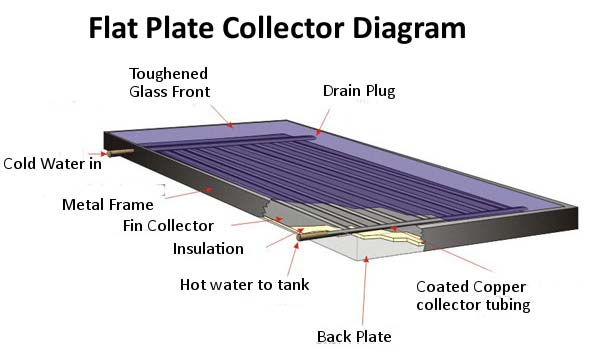 Flat Plate Collector Diagram
Toughened
Glass Front
Drain Plug
Cold Water in
Metal Frame
Fin Collector
Insulation
Hot water to tank
Coated Copper
collector tubing
Back Plate